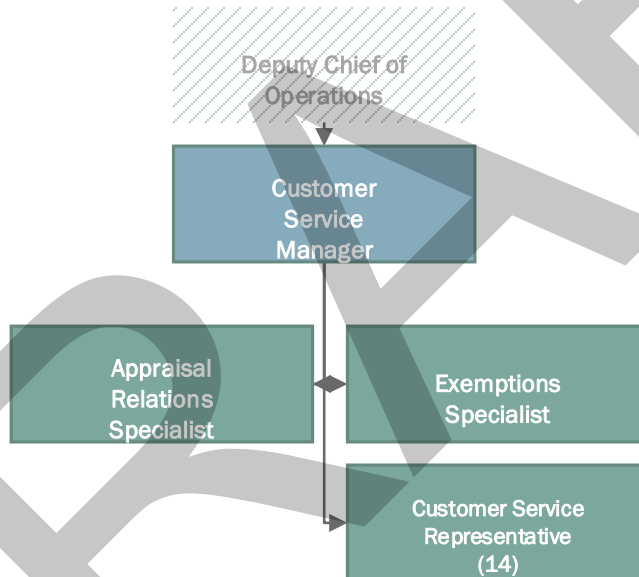 Deputy Chief of
Operations
Customer
Service
Manager
Appraisal
Relations
Specialist
Exemptions
Specialist
Customer Service
Representative
(14)